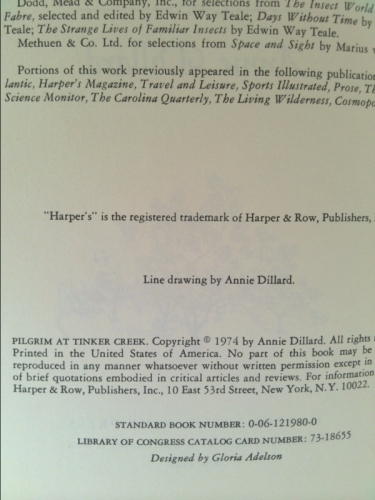 Dodd, Mead & Company, Inc., for selections from The Insect World
Fabre, selected and edited by Edwin Way Teale; Days Without Time by
Teale; The Strange Lives of Familiar Insects by Edwin Way Teale.
Methuen & Co. Ltd. for selections from Space and Sight by Marius
Portions of this work previously appeared in the following publication
lantic, Harper's Magazine, Travel and Leisure, Sports Illustrated, Prose, Th
Science Monitor, The Carolina Quarterly, The Living Wilderness, Cosmopo
"Harper's" is the registered trademark of Harper & Row, Publishers,
Line drawing by Annie Dillard.
PILGRIM AT TINKER CREEK. Copyright © 1974 by Annie Dillard. All rights
Printed in the United States of America. No part of this book may be
reproduced in any manner whatsoever without written permission except in
of brief quotations embodied in critical articles and reviews. For information
Harper & Row, Publishers, Inc., 10 East 53rd Street, New York, N.Y. 10022.
STANDARD BOOK NUMBER: 0-06-121980-0
LIBRARY OF CONGRESS CATALOG CARD NUMBER: 73-18655
Designed by Gloria Adelson